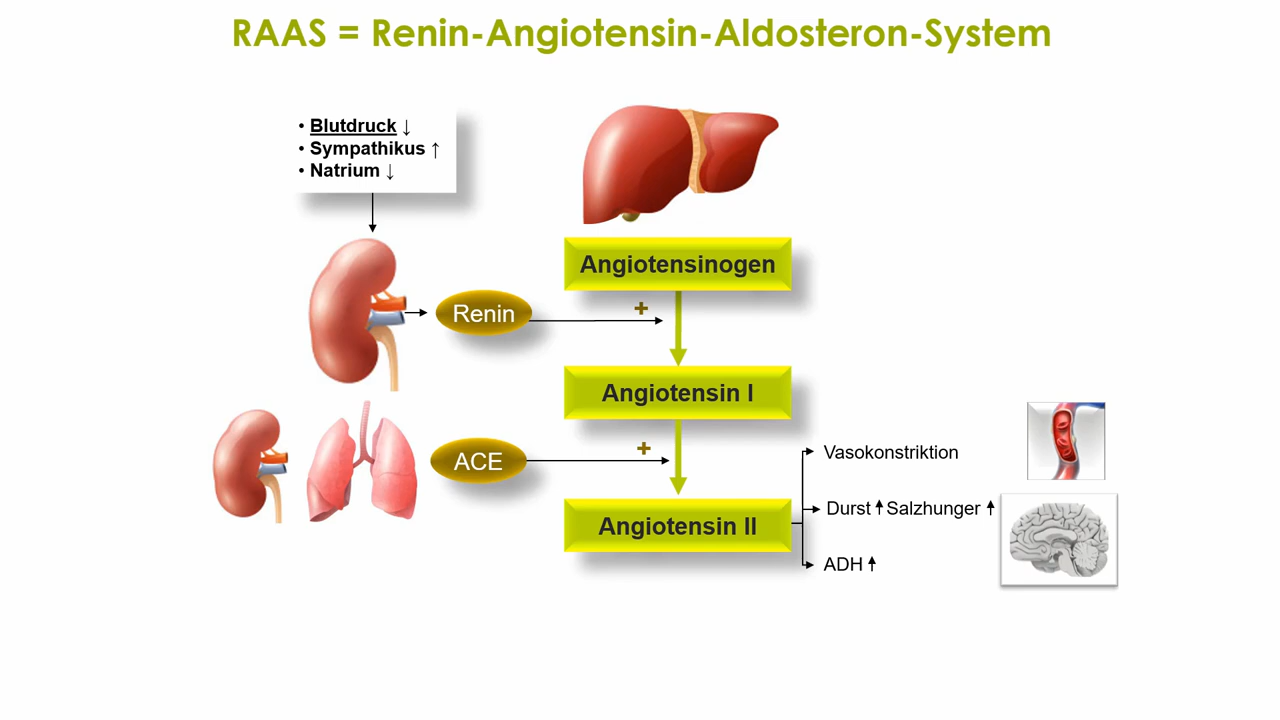 RAAS = Renin-Angiotensin-Aldosteron-System
• Blutdruck ↓
• Sympathikus ↑
• Natrium ↓
Angiotensinogen
+
Renin
Angiotensin I
+
ACE
Vasokonstriktion
Durst ↑ Salzhunger ↑
Angiotensin II
ADH ↑